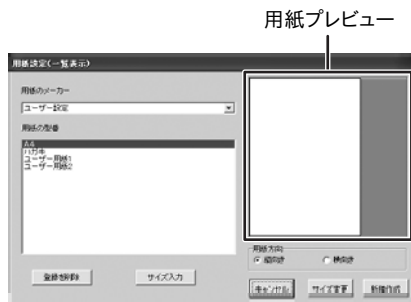 用紙プレビュー
用紙設定(一覧表示)
用紙のメーカー
ユーザー設定
用紙の型番
A4
ハガキ
ユーザー用紙1
ユーザー用紙2
用紙方向
縦向き 横向き
登録を削除 サイズ入力
キャンセル サイズ変更 新規作成